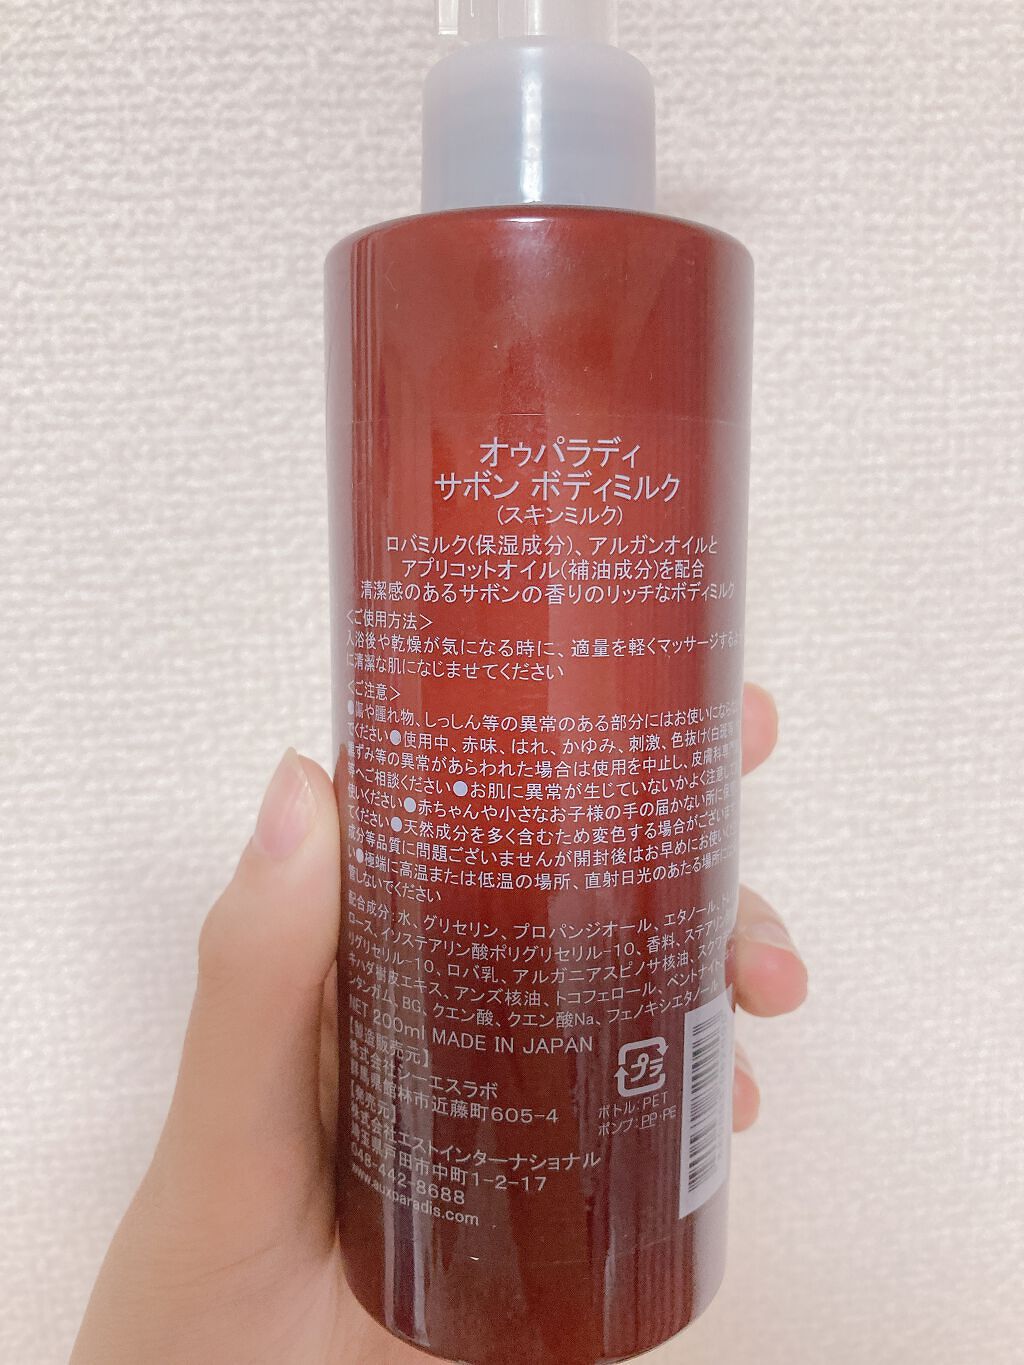 オゥパラディ
サボン ボディミルク
(スキンミルク)
ロバミルク(保湿成分)、アルガンオイルと
アプリコットオイル(補油成分)を配合
清潔感のあるサボンの香りのリッチなボディミルク
<ご使用方法>
入浴後や乾燥が気になる時に、適量を軽くマッサージするよ
に清潔な肌になじませてください
<ご注意>
●傷や腫れ物、しっしん等の異常のある部分にはお使いになら
でください●使用中、赤味、はれ、かゆみ、刺激、色抜け(白斑等
黒ずみ等の異常があらわれた場合は使用を中止し、皮膚科専門
等へご相談ください●お肌に異常が生じていないかよく注意して
使いください●赤ちゃんや小さなお子様の手の届かない所に保
てください●天然成分を多く含むため変色する場合がございま
成分等品質に問題ございませんが開封後はお早めにお使いくだ
い●極端に高温または低温の場所、直射日光のあたる場所に
管しないでください
配合成分:水、グリセリン、プロパンジオール、エタノール、トレ
ロース、イソステアリン酸ポリグリセリル-10、香料、ステアリン
リグリセリル-10、ロバ乳、アルガニアスピノサ核油、スクワ
キハダ樹皮エキス、アンズ核油、トコフェロール、ベントナイト、
ンタンガム、BG、クエン酸、クエン酸Na、フェノキシエタノール
NET 200ml MADE IN JAPAN
【製造販売元】
株式会社シーエスラボ
群馬県館林市近藤町605-4
【発売元】
株式会社エストインターナショナル
埼玉県戸田市中町1-2-17
048-442-8688
www.auxparadis.com
プラ
ボトル:PET
ポンプ:PP・PE